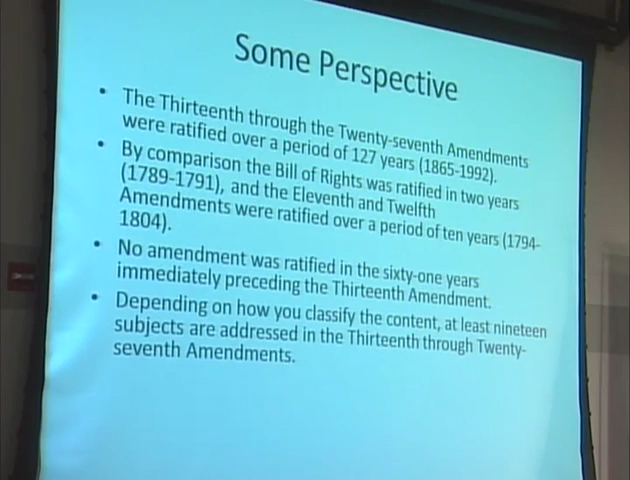 Some Perspective
• The Thirteenth through the Twenty-seventh Amendments
were ratified over a period of 127 years (1865-1992).
• By comparison the Bill of Rights was ratified in two years
(1789-1791), and the Eleventh and Twelfth
Amendments were ratified over a period of ten years (1794-
1804).
• No amendment was ratified in the sixty-one years
immediately preceding the Thirteenth Amendment.
• Depending on how you classify the content, at least nineteen
subjects are addressed in the Thirteenth through Twenty-
seventh Amendments.